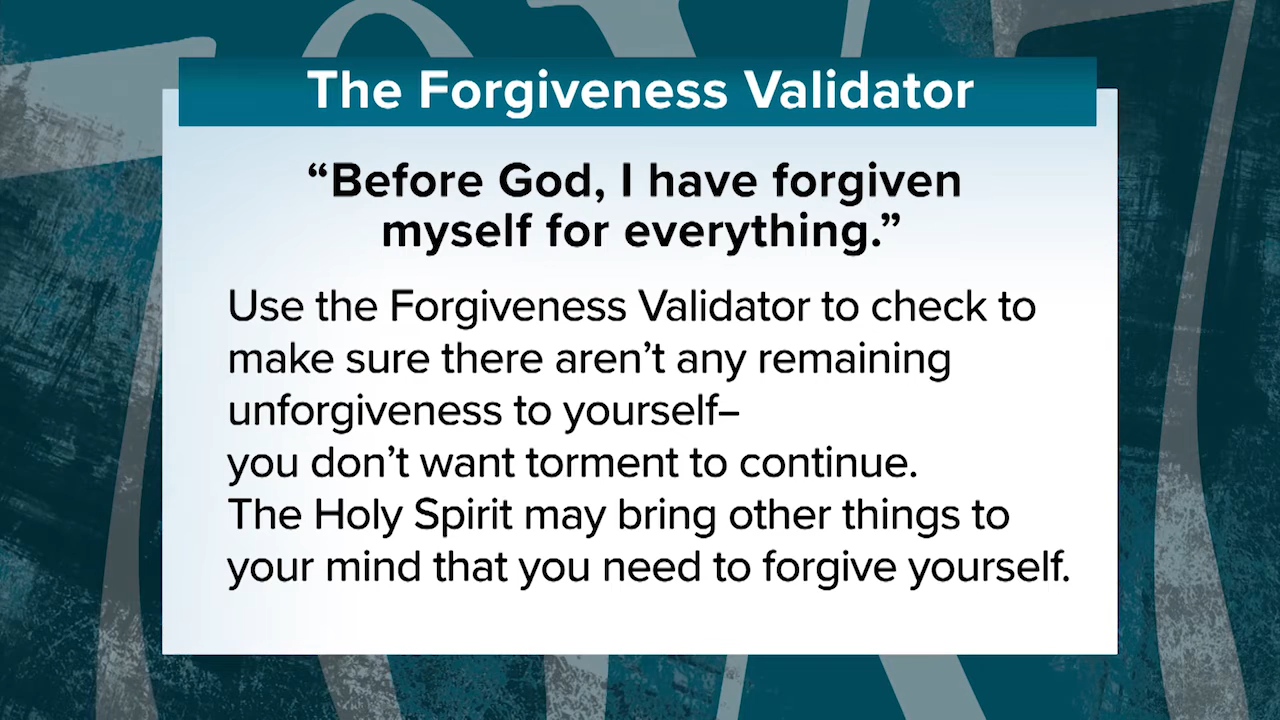 The Forgiveness Validator
“Before God, I have forgiven
myself for everything.”
Use the Forgiveness Validator to check to
make sure there aren’t any remaining
unforgiveness to yourself–
you don’t want torment to continue.
The Holy Spirit may bring other things to
your mind that you need to forgive yourself.